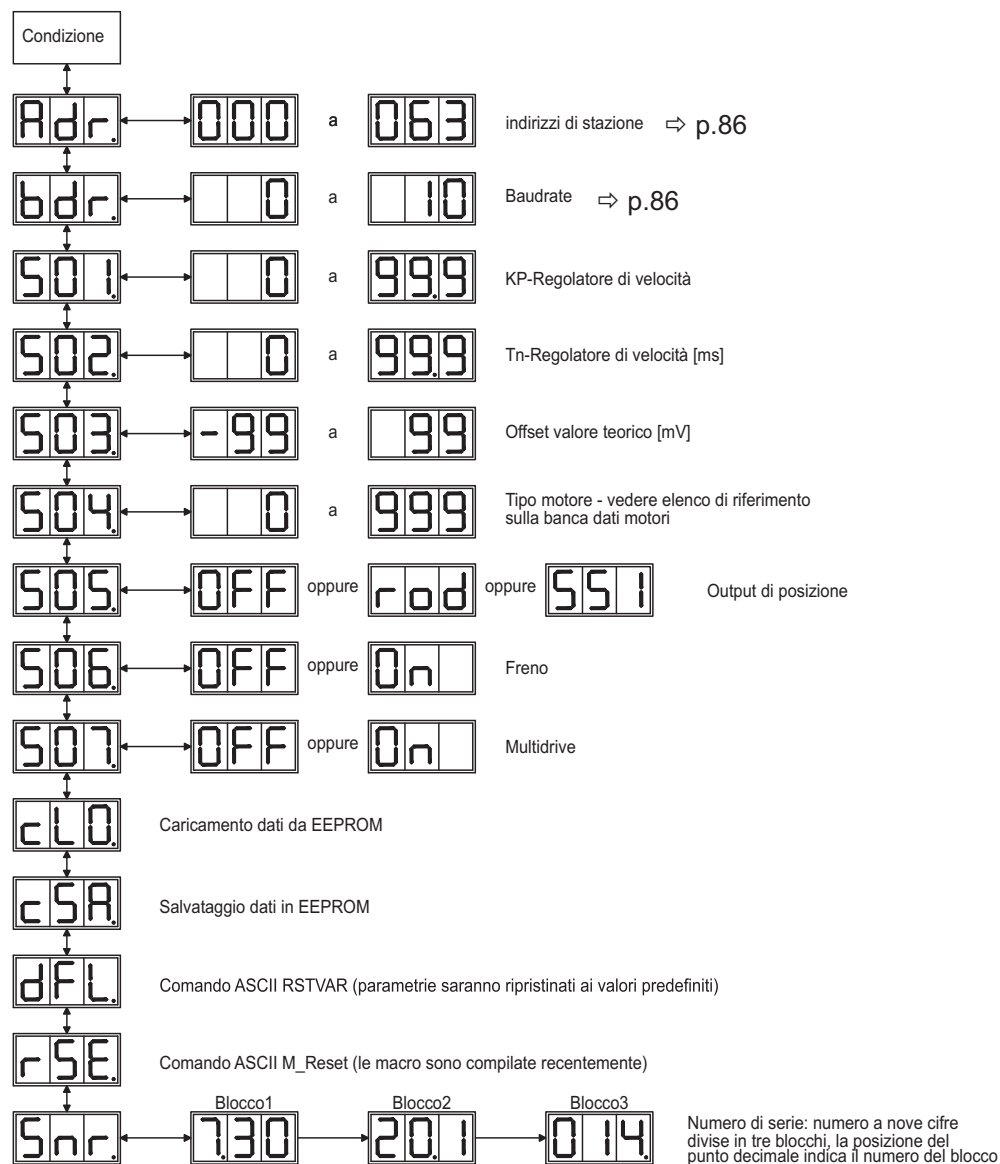 Condizione
Adr. 000 a 063 indirizzi di stazione ⇨ p.86
bdr. 0 a 10 Baudrate ⇨ p.86
S01. 0 a 99.9 KP-Regolatore di velocità
S02. 0 a 99.9 Tn-Regolatore di velocità [ms]
S03. -99 a 99 Offset valore teorico [mV]
S04. 0 a 999 Tipo motore - vedere elenco di riferimento
sulla banca dati motori
S05. OFF oppure rod oppure SSI Output di posizione
S06. OFF oppure On Freno
S07. OFF oppure On Multidrive
cLO. Caricamento dati da EEPROM
cSA. Salvataggio dati in EEPROM
dFL. Comando ASCII RSTVAR (parametrie saranno ripristinati ai valori predefiniti)
rSE. Comando ASCII M_Reset (le macro sono compilate recentemente)
Blocco1 Blocco2 Blocco3
Snr. 7.30 20.1 014. Numero di serie: numero a nove cifre
divise in tre blocchi, la posizione del
punto decimale indica il numero del blocco